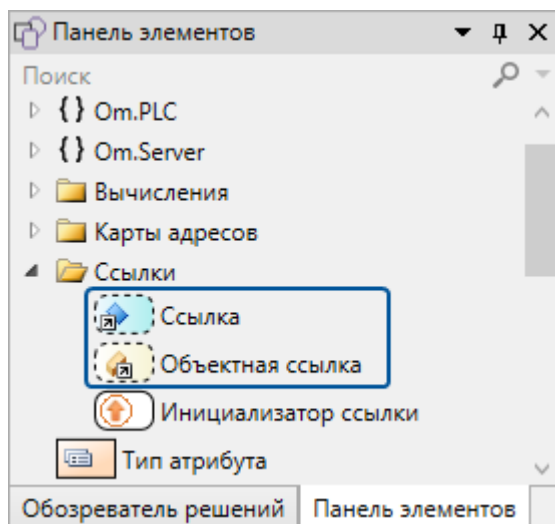 Панель элементов
Поиск
{ } Om.PLC
{ } Om.Server
Вычисления
Карты адресов
Ссылки
Ссылка
Объектная ссылка
Инициализатор ссылки
Тип атрибута
Обозреватель решений Панель элементов